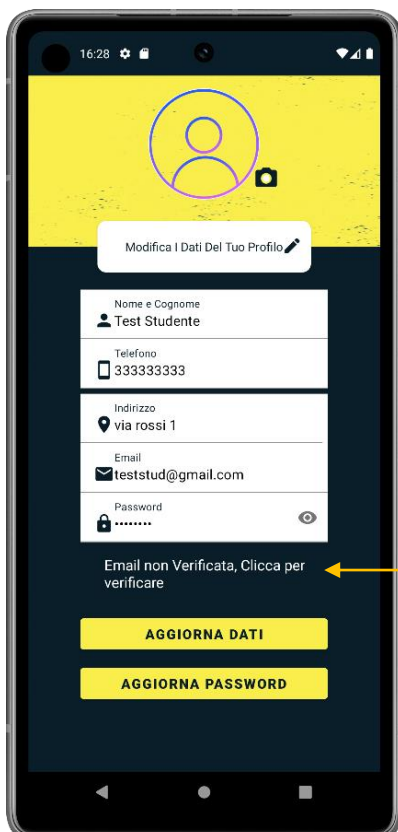 16:28
Modifica I Dati Del Tuo Profilo
Nome e Cognome
Test Studente
Telefono
333333333
Indirizzo
via rossi 1
Email
teststud@gmail.com
Password
••••••••
Email non Verificata, Clicca per
verificare
AGGIORNA DATI
AGGIORNA PASSWORD